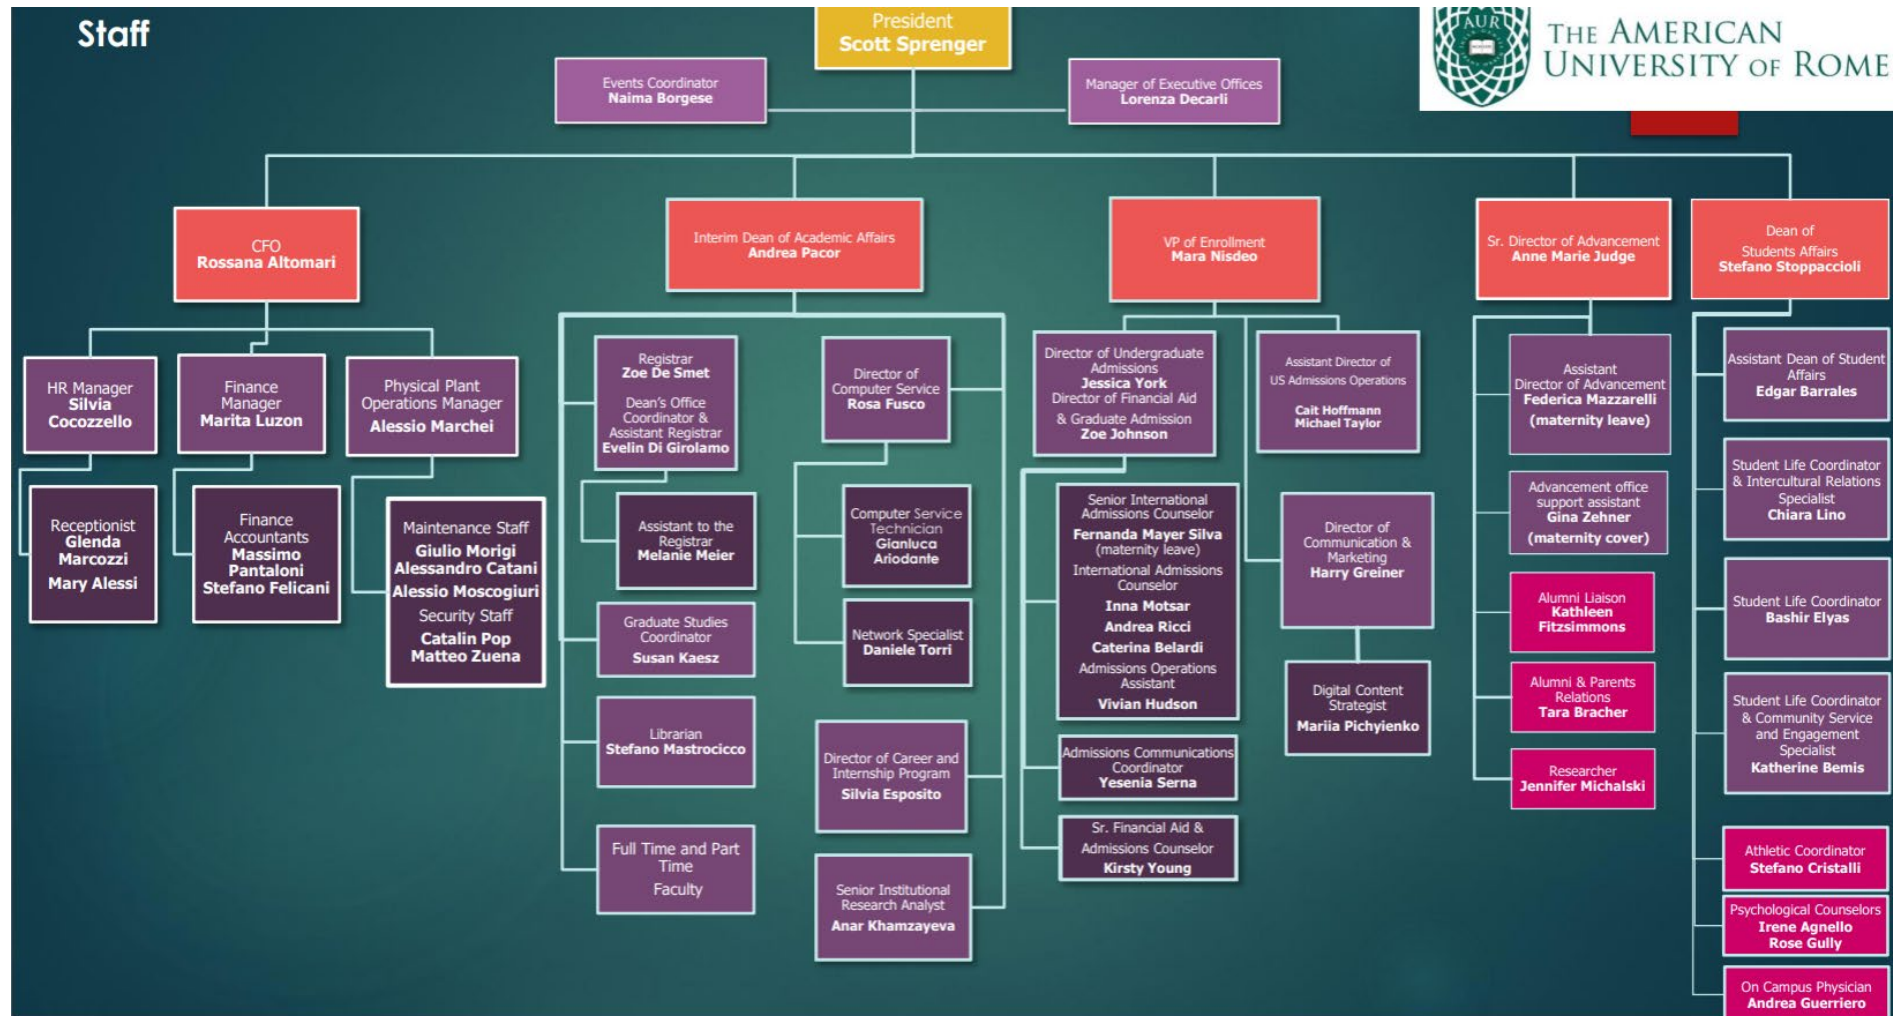 Staff
President
Scott Sprenger
AUR
THE AMERICAN
UNIVERSITY OF ROME
Events Coordinator
Naima Borgese
Manager of Executive Offices
Lorenza Decarli
CFO
Rossana Altomari
Interim Dean of Academic Affairs
Andrea Pacor
VP of Enrollment
Mara Nisdeo
Sr. Director of Advancement
Anne Marie Judge
Dean of
Students Affairs
Stefano Stoppaccioli
HR Manager
Silvia
Cocozzello
Finance
Manager
Marita Luzon
Physical Plant
Operations Manager
Alessio Marchei
Receptionist
Glenda
Marcozzi
Mary Alessi
Finance
Accountants
Massimo
Pantaloni
Stefano Felicani
Maintenance Staff
Giulio Morigi
Alessandro Catani
Alessio Moscogiuri
Security Staff
Catalin Pop
Matteo Zuena
Registrar
Zoe De Smet
Dean's Office
Coordinator &
Assistant Registrar
Evelin Di Girolamo
Assistant to the
Registrar
Melanie Meier
Graduate Studies
Coordinator
Susan Kaesz
Librarian
Stefano Mastrocicco
Full Time and Part
Time
Faculty
Director of
Computer Service
Rosa Fusco
Computer Service
Technician
Gianluca
Ariodante
Network Specialist
Daniele Torri
Director of Career and
Internship Program
Silvia Esposito
Senior Institutional
Research Analyst
Anar Khamzayeva
Director of Undergraduate
Admissions
Jessica York
Director of Financial Aid
& Graduate Admission
Zoe Johnson
Senior International
Admissions Counselor
Fernanda Mayer Silva
(maternity leave)
International Admissions
Counselor
Inna Motsar
Andrea Ricci
Caterina Belardi
Admissions Operations
Assistant
Vivian Hudson
Admissions Communications
Coordinator
Yesenia Serna
Sr. Financial Aid &
Admissions Counselor
Kirsty Young
Assistant Director of
US Admissions Operations
Cait Hoffmann
Michael Taylor
Director of
Communication &
Marketing
Harry Greiner
Digital Content
Strategist
Mariia Pichyienko
Assistant
Director of Advancement
Federica Mazzarelli
(maternity leave)
Advancement office
support assistant
Gina Zehner
(maternity cover)
Alumni Liaison
Kathleen
Fitzsimmons
Alumni & Parents
Relations
Tara Bracher
Researcher
Jennifer Michalski
Assistant Dean of Student
Affairs
Edgar Barrales
Student Life Coordinator
& Intercultural Relations
Specialist
Chiara Lino
Student Life Coordinator
Bashir Elyas
Student Life Coordinator
& Community Service
and Engagement
Specialist
Katherine Bemis
Athletic Coordinator
Stefano Cristalli
Psychological Counselors
Irene Agnello
Rose Gully
On Campus Physician
Andrea Guerriero